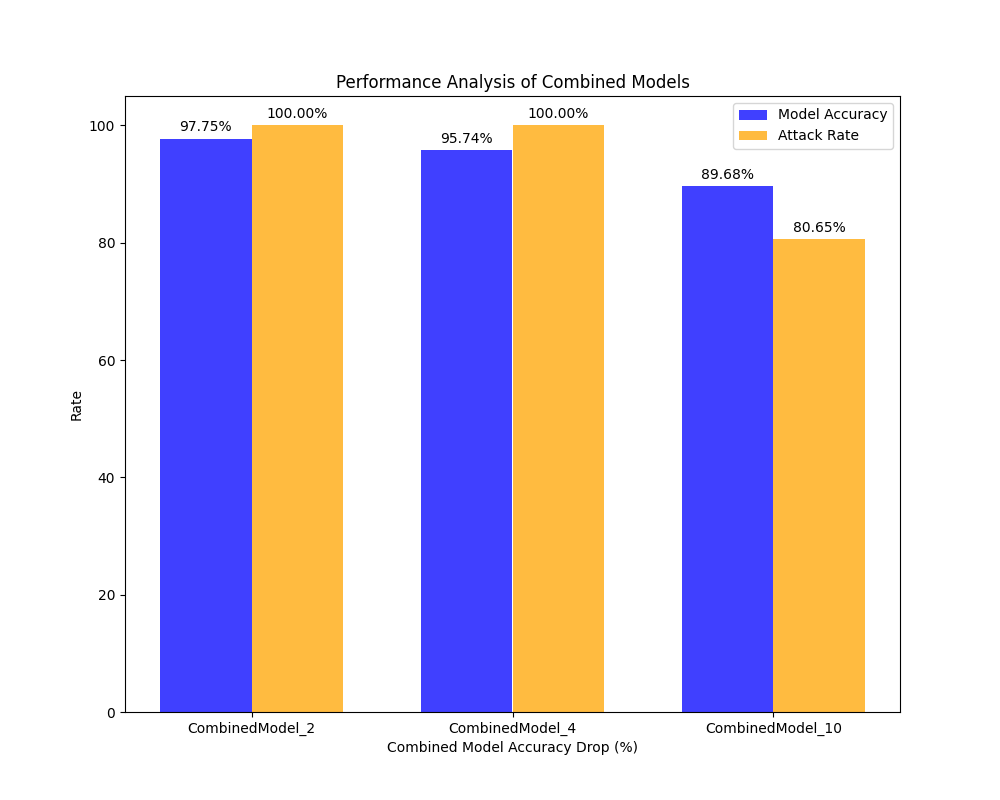 Performance Analysis of Combined Models
Model Accuracy
Attack Rate
97.75%
100.00%
95.74%
100.00%
89.68%
80.65%
100
80
60
40
20
0
Rate
CombinedModel_2
CombinedModel_4
CombinedModel_10
Combined Model Accuracy Drop (%)